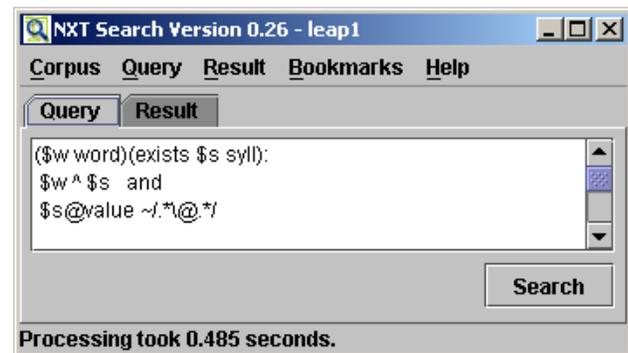 NXT Search Version 0.26 - leap1
Corpus Query Result Bookmarks Help
Query Result
($w word)(exists $s syll):
$w ^ $s and
$s@value ~/.*\@.*/
Search
Processing took 0.485 seconds.